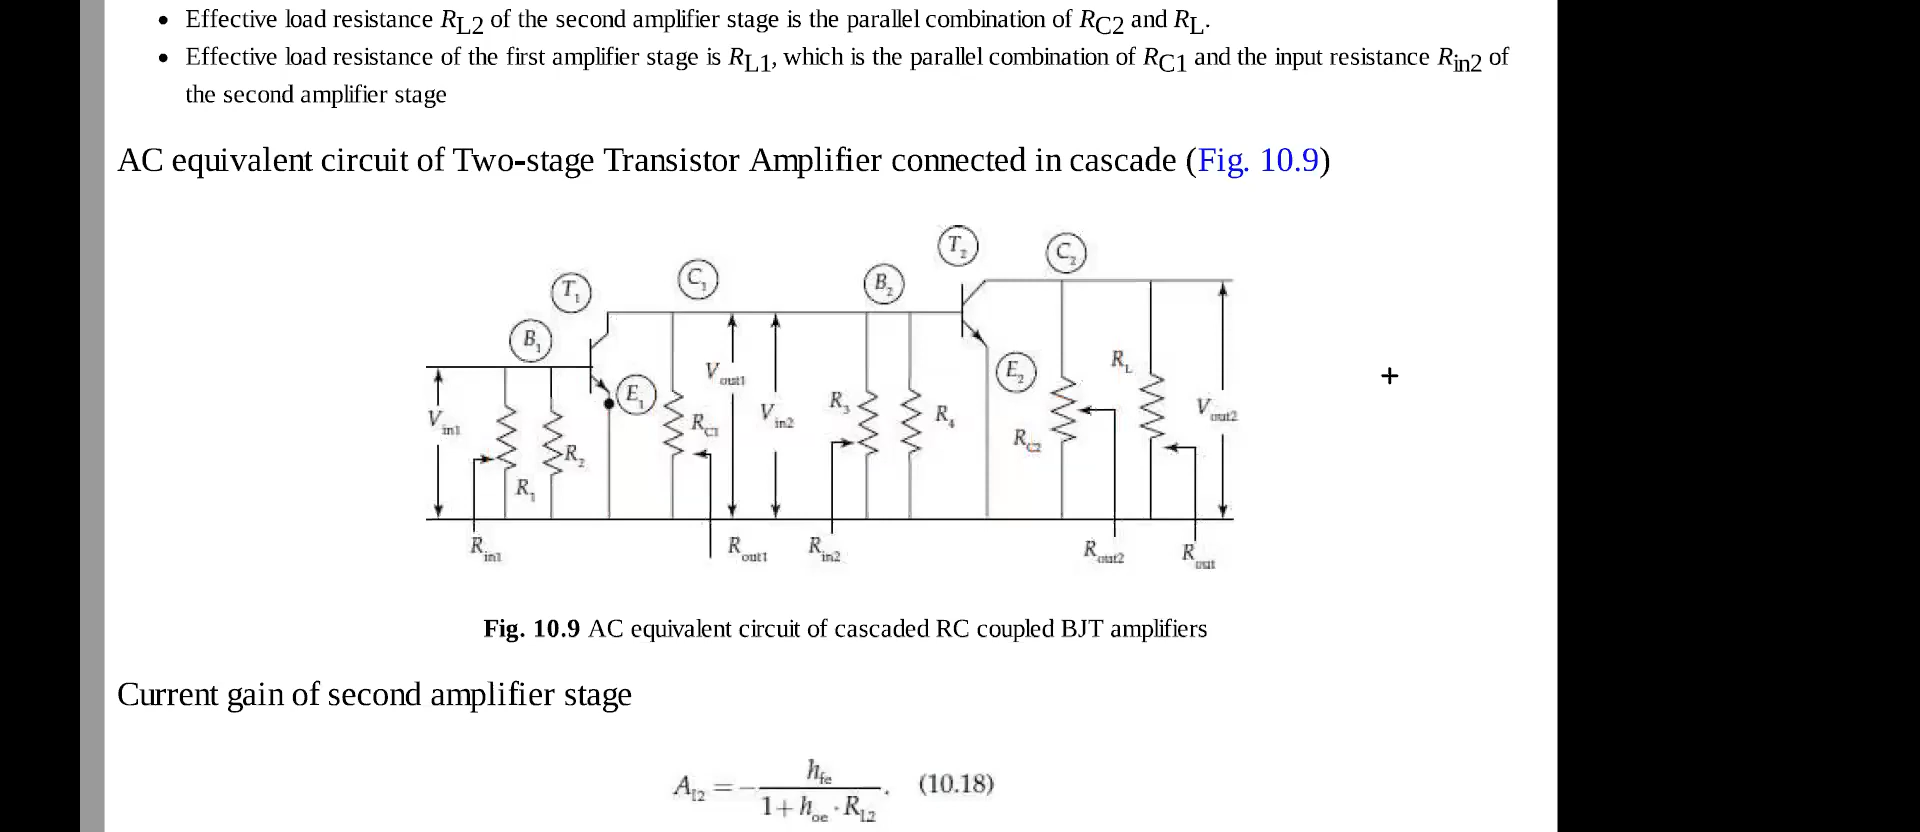 • Effective load resistance RL2 of the second amplifier stage is the parallel combination of RC2 and RL.
• Effective load resistance of the first amplifier stage is RL1, which is the parallel combination of RC1 and the input resistance Rin2 of
the second amplifier stage
AC equivalent circuit of Two-stage Transistor Amplifier connected in cascade (Fig. 10.9)
T2
C2
C1
B2
T1
B1
E1
E2
RL
Vout1
Vin1
Vin2
R3
R4
Vout2
RC1
RC2
R2
R1
Rin1
Rout1
Rin2
Rout2
Rout
+
Fig. 10.9 AC equivalent circuit of cascaded RC coupled BJT amplifiers
Current gain of second amplifier stage
AI2 = − hfe / 1 + hoe · RL2 . (10.18)